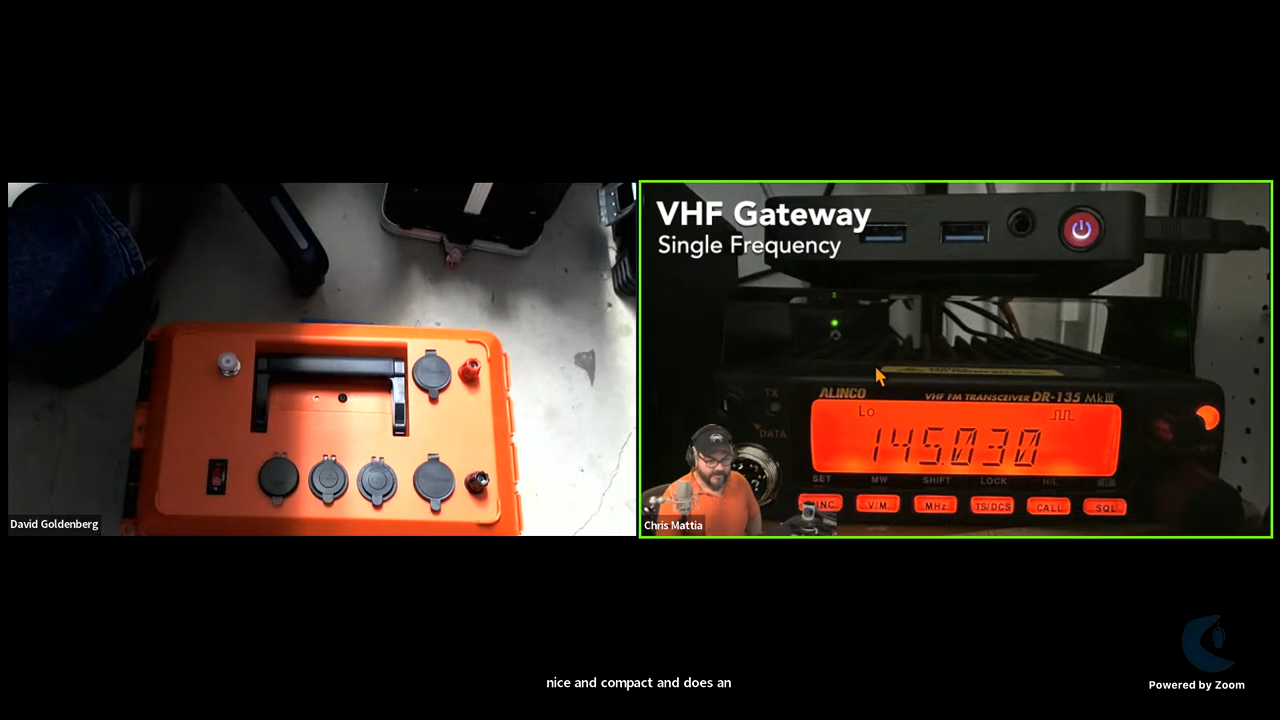 VHF Gateway
Single Frequency
ALINCO
VHF FM TRANSCEIVER DR-135 MkIII
TX
DATA
Lo
145.030
SET MW SHIFT LOCK H/L
FUNC V/M MHz TS/DCS CALL SQL
David Goldenberg
Chris Mattia
nice and compact and does an
Powered by Zoom